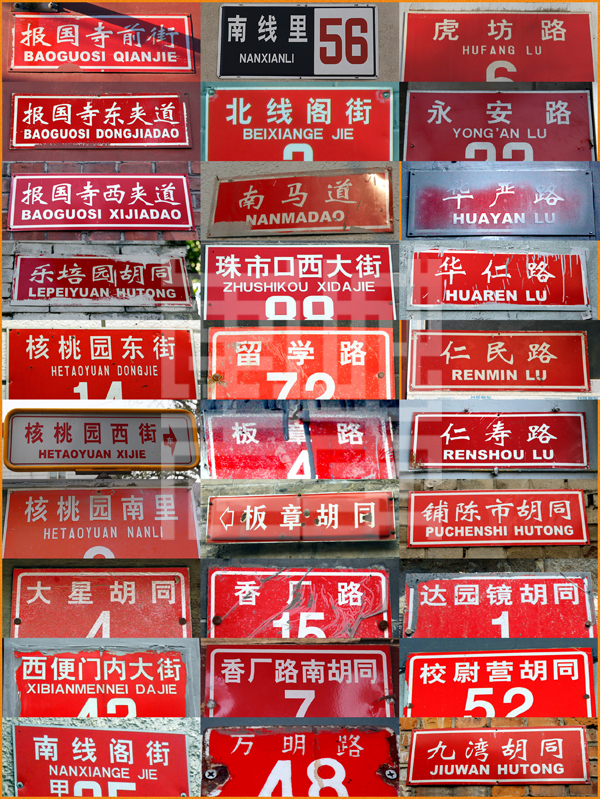 报国寺前街
BAOGUOSI QIANJIE
报国寺东夹道
BAOGUOSI DONGJIADAO
报国寺西夹道
BAOGUOSI XIJIADAO
乐培园胡同
LEPEIYUAN HUTONG
核桃园东街
HETAOYUAN DONGJIE
14
核桃园西街
HETAOYUAN XIJIE
核桃园南里
HETAOYUAN NANLI
大星胡同
4
西便门内大街
XIBIANMENNEI DAJIE
南线阁街
NANXIANGE JIE
甲
南线里
NANXIANLI
56
北线阁街
BEIXIANGE JIE
南马道
NANMADAO
珠市口西大街
ZHUSHIKOU XIDAJIE
留学路
72
板章路
4
板章胡同
香厂路
15
香厂路南胡同
7
万明路
48
虎坊路
HUFANG LU
永安路
YONG'AN LU
华严路
HUAYAN LU
华仁路
HUAREN LU
仁民路
RENMIN LU
仁寿路
RENSHOU LU
铺陈市胡同
PUCHENSHI HUTONG
达园镜胡同
1
校尉营胡同
52
九湾胡同
JIUWAN HUTONG